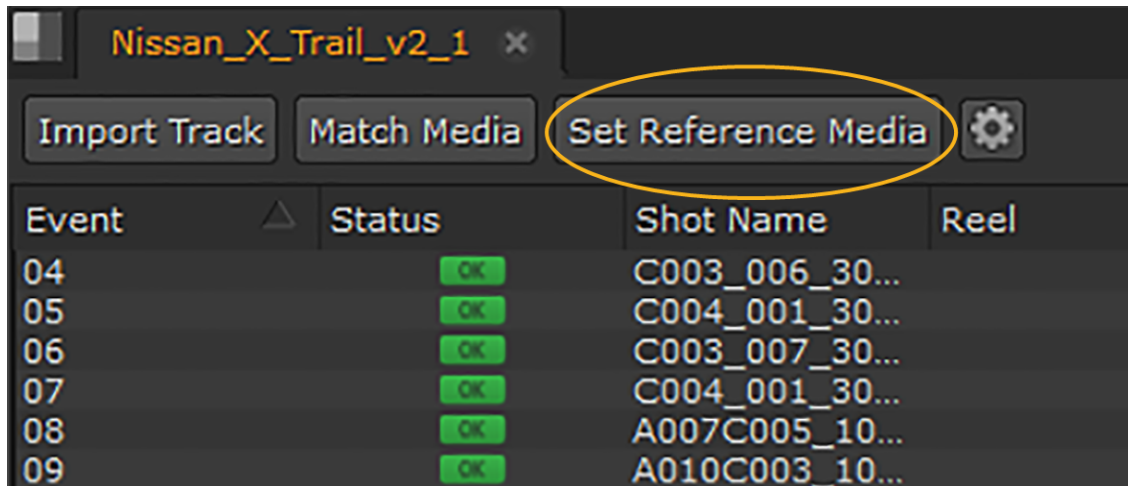 Nissan_X_Trail_v2_1
Import Track Match Media Set Reference Media
Event Status Shot Name Reel
04 OK C003_006_30...
05 OK C004_001_30...
06 OK C003_007_30...
07 OK C004_001_30...
08 OK A007C005_10...
09 OK A010C003_10...